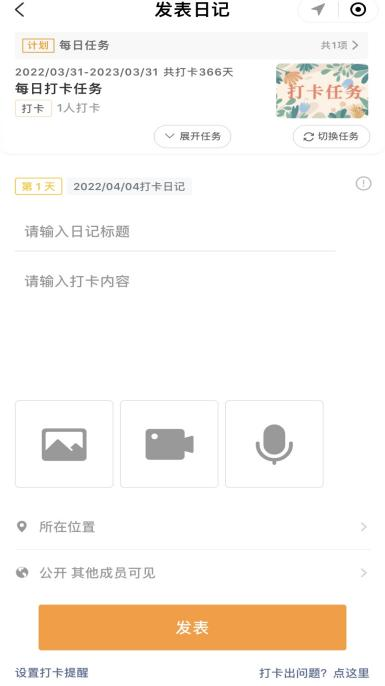 发表日记
计划 每日任务 共1项
2022/03/31-2023/03/31 共打卡366天
每日打卡任务
打卡 1人打卡
打卡任务
展开任务 切换任务
第1天 2022/04/04打卡日记
请输入日记标题
请输入打卡内容
所在位置
公开 其他成员可见
发表
设置打卡提醒 打卡出问题? 点这里